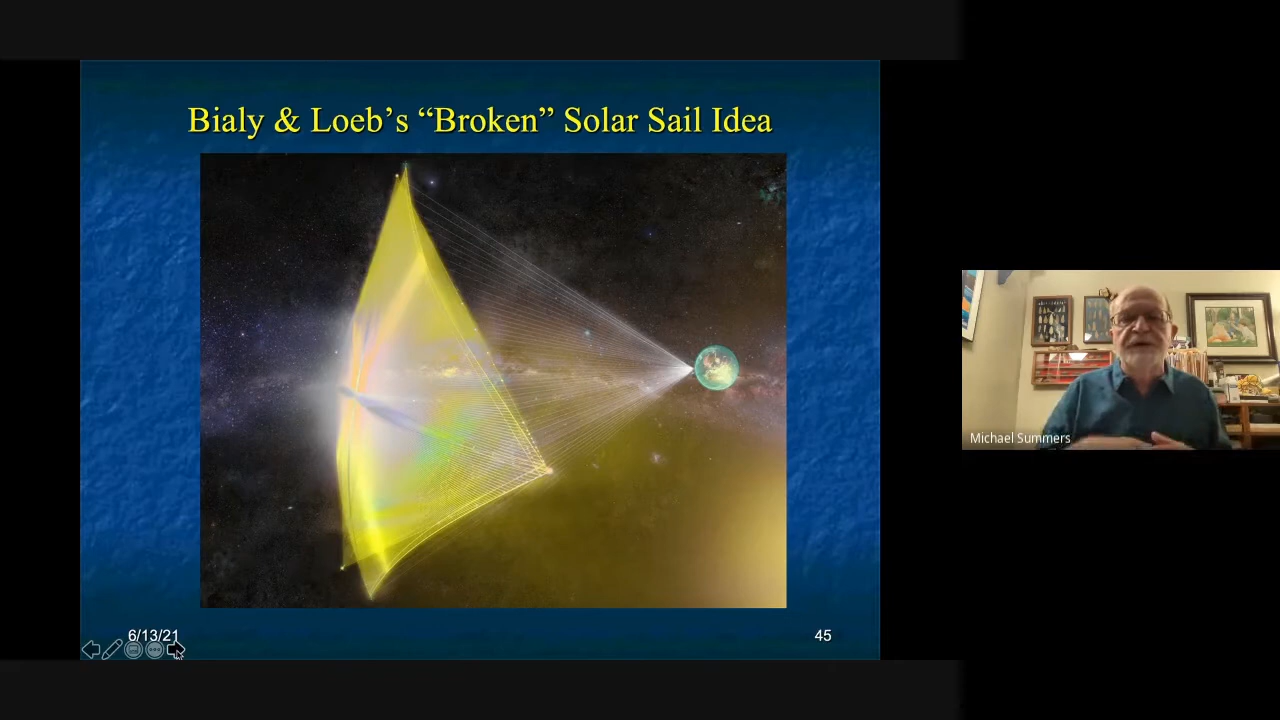 Bialy & Loeb’s “Broken” Solar Sail Idea
Michael Summers
6/13/21
45